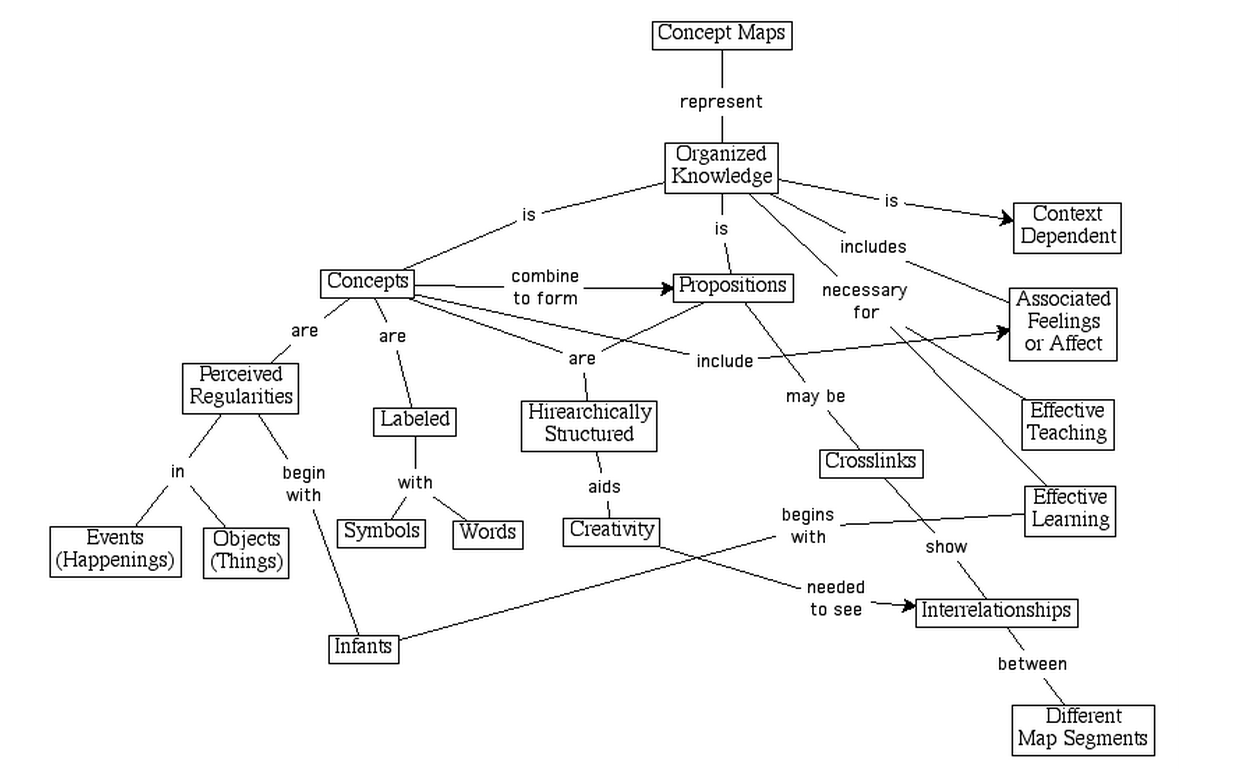 Concept Maps
represent
Organized
Knowledge
is
is
is
Context
Dependent
includes
Concepts
combine
to form
Propositions
necessary
for
Associated
Feelings
or Affect
are
are
are
include
Perceived
Regularities
may be
Labeled
Hirearchically
Structured
Effective
Teaching
Crosslinks
in
begin
with
with
aids
Effective
Learning
Events
(Happenings)
Objects
(Things)
Symbols
Words
Creativity
begins
with
show
needed
to see
Interrelationships
Infants
between
Different
Map Segments